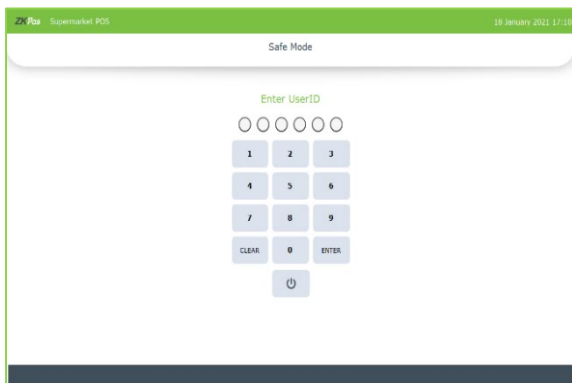 ZKPos Supermarket POS 16 January 2021 17:10
Safe Mode
Enter UserID
1 2 3
4 5 6
7 8 9
CLEAR 0 ENTER